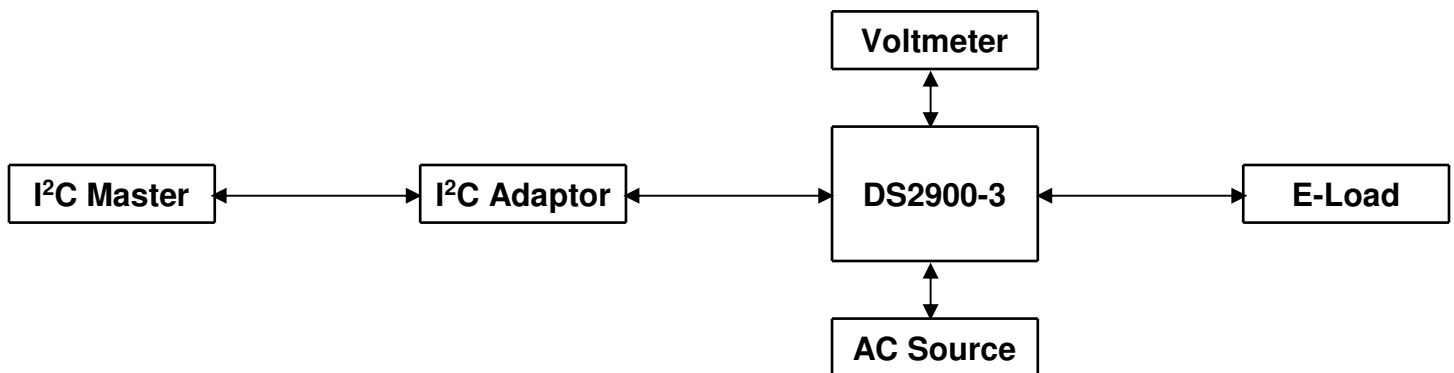 Voltmeter
I²C Master
I²C Adaptor
DS2900-3
E-Load
AC Source